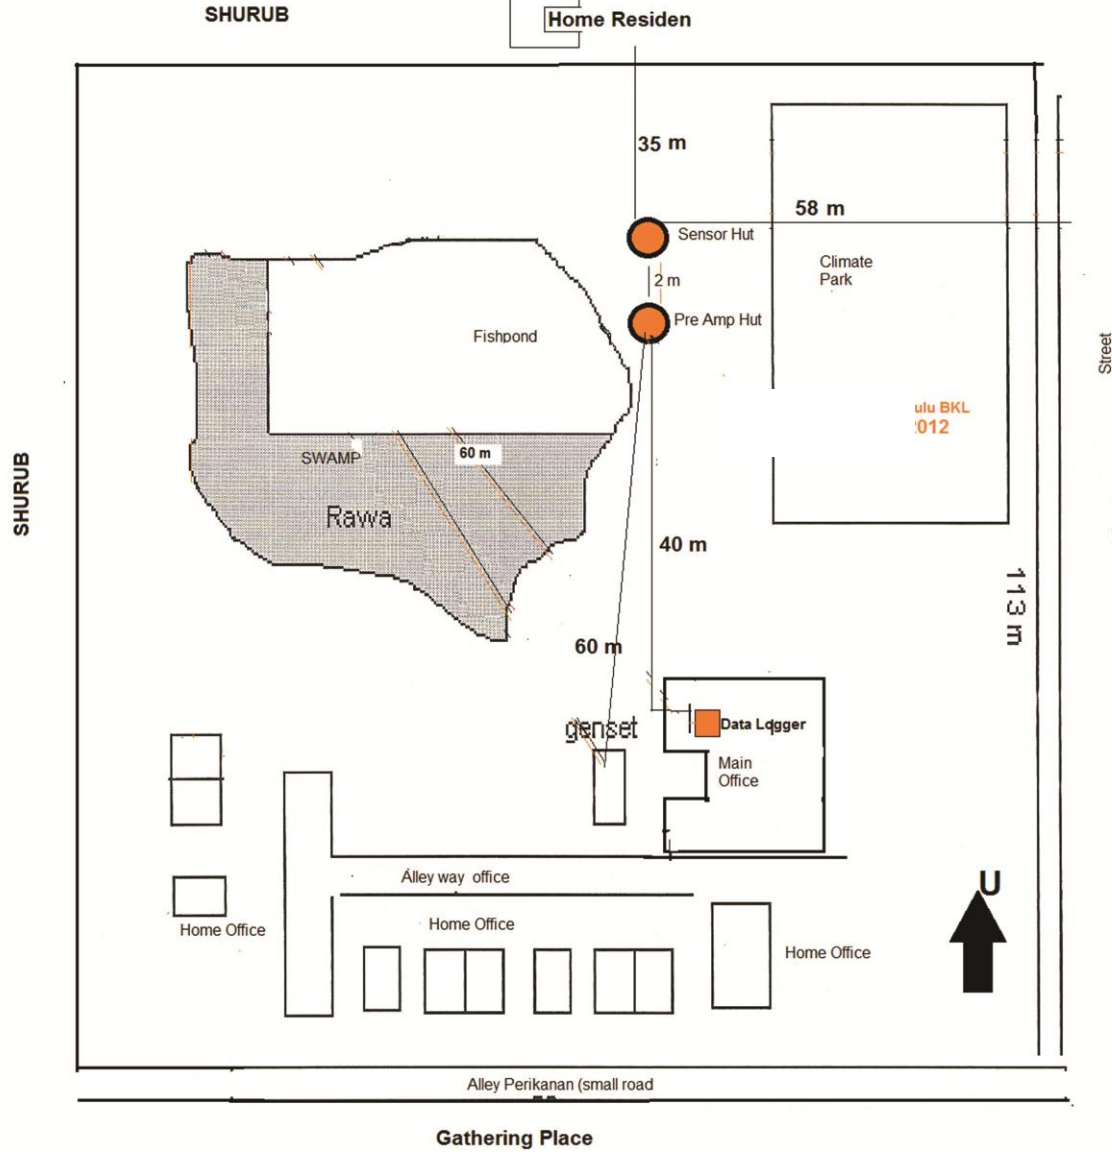 SHURUB
Home Residen
35 m
58 m
Sensor Hut
Climate
Park
2 m
Pre Amp Hut
Fishpond
Street
ulu BKL
2012
SWAMP
60 m
SHURUB
Rawa
40 m
113 m
60 m
genset
Data Logger
Main
Office
Alley way office
U
Home Office
Home Office
Home Office
Alley Perikanan (small road
Gathering Place